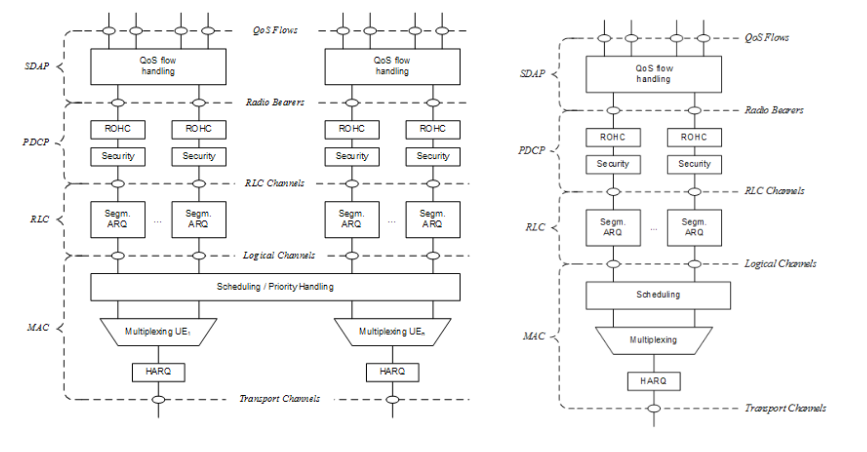 QoS Flows
QoS flow
handling
QoS flow
handling
SDAP
Radio Bearers
ROHC ROHC ROHC ROHC
PDCP
Security Security Security Security
RLC Channels
Segm.
ARQ
...
Segm.
ARQ
Segm.
ARQ
...
Segm.
ARQ
RLC
Logical Channels
Scheduling / Priority Handling
MAC
Multiplexing UE1
Multiplexing UEn
HARQ HARQ
Transport Channels
QoS Flows
QoS flow
handling
SDAP
Radio Bearers
ROHC ROHC
PDCP
Security Security
RLC Channels
Segm.
ARQ
...
Segm.
ARQ
RLC
Logical Channels
Scheduling
MAC
Multiplexing
HARQ
Transport Channels